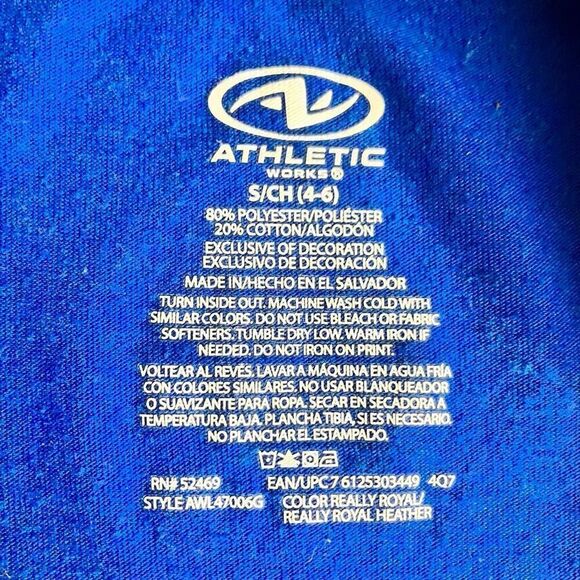 ATHLETIC
WORKS®
S/CH (4-6)
80% POLYESTER/POLIÉSTER
20% COTTON/ALGODÓN
EXCLUSIVE OF DECORATION
EXCLUSIVO DE DECORACIÓN
MADE IN/HECHO EN EL SALVADOR
TURN INSIDE OUT. MACHINE WASH COLD WITH
SIMILAR COLORS. DO NOT USE BLEACH OR FABRIC
SOFTENERS. TUMBLE DRY LOW. WARM IRON IF
NEEDED. DO NOT IRON ON PRINT.
VOLTEAR AL REVÉS. LAVAR A MÁQUINA EN AGUA FRÍA
CON COLORES SIMILARES. NO USAR BLANQUEADOR
O SUAVIZANTE PARA ROPA. SECAR EN SECADORA A
TEMPERATURA BAJA. PLANCHA TIBIA, SI ES NECESARIO.
NO PLANCHAR EL ESTAMPADO.
RN# 52469 EAN/UPC 7 6125303449 4Q7
STYLE AWL47006G COLOR REALLY ROYAL/
REALLY ROYAL HEATHER